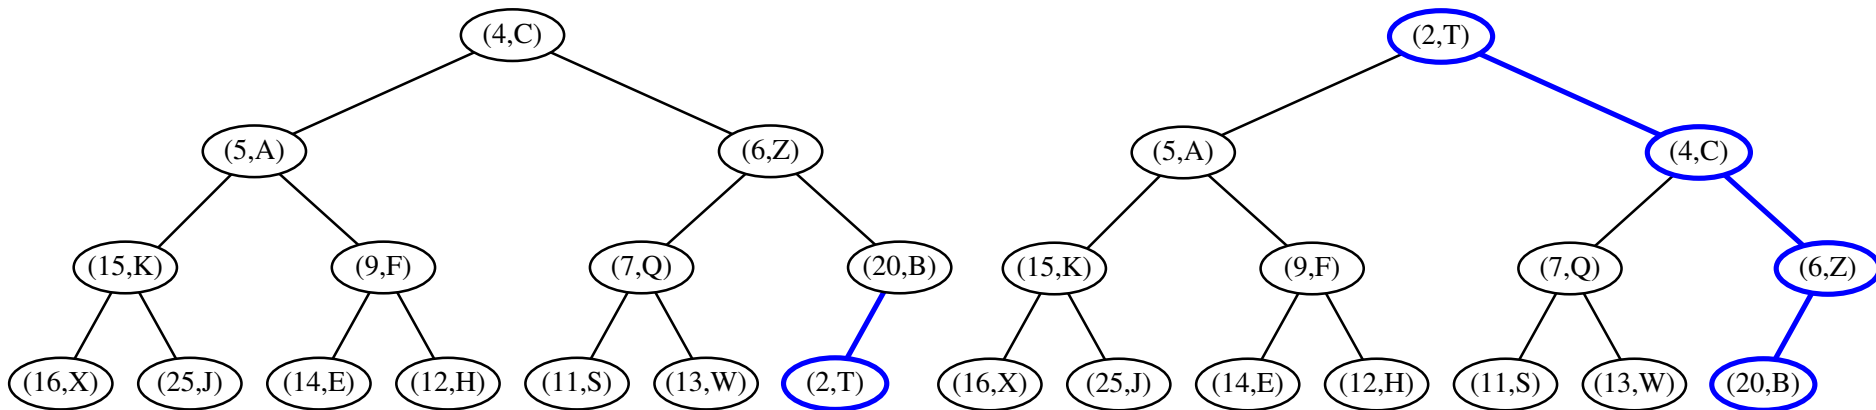 (4,C) (2,T)
(5,A) (6,Z) (5,A) (4,C)
(15,K) (9,F) (7,Q) (20,B) (15,K) (9,F) (7,Q) (6,Z)
(16,X) (25,J) (14,E) (12,H) (11,S) (13,W) (2,T) (16,X) (25,J) (14,E) (12,H) (11,S) (13,W) (20,B)